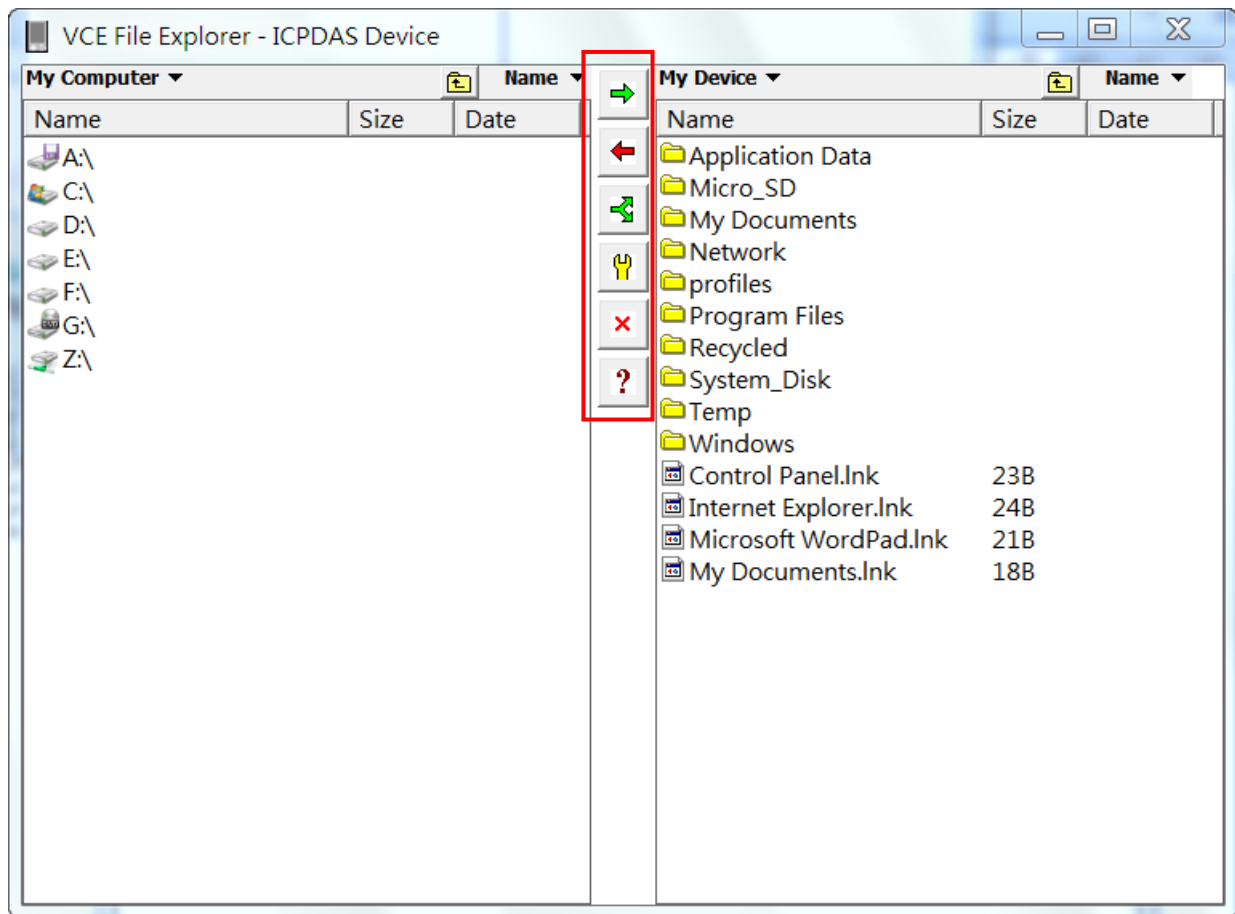 VCE File Explorer - ICPDAS Device
My Computer Name
Name Size Date
A:\
C:\
D:\
E:\
F:\
G:\
Z:\
?
My Device Name
Name Size Date
Application Data
Micro_SD
My Documents
Network
profiles
Program Files
Recycled
System_Disk
Temp
Windows
Control Panel.lnk 23B
Internet Explorer.lnk 24B
Microsoft WordPad.lnk 21B
My Documents.lnk 18B